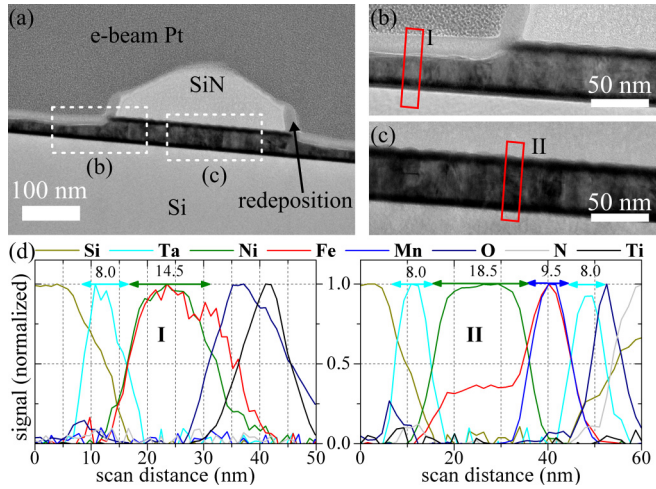 (a)
e-beam Pt
SiN
(b)
(c)
redeposition
100 nm
Si
(b)
I
50 nm
(c)
II
50 nm
(d)
Si Ta Ni Fe Mn O N Ti
8.0 14.5
8.0 18.5 9.5 8.0
I
II
signal (normalized)
1.0
0.5
0.0
0 10 20 30 40 50
0 20 40 60
scan distance (nm)
scan distance (nm)